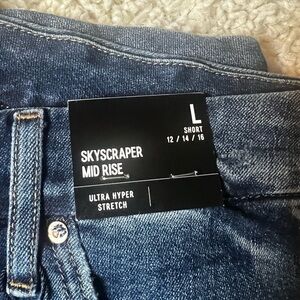 L
SHORT
12 / 14 / 16
SKYSCRAPER
MID RISE
ULTRA HYPER
STRETCH